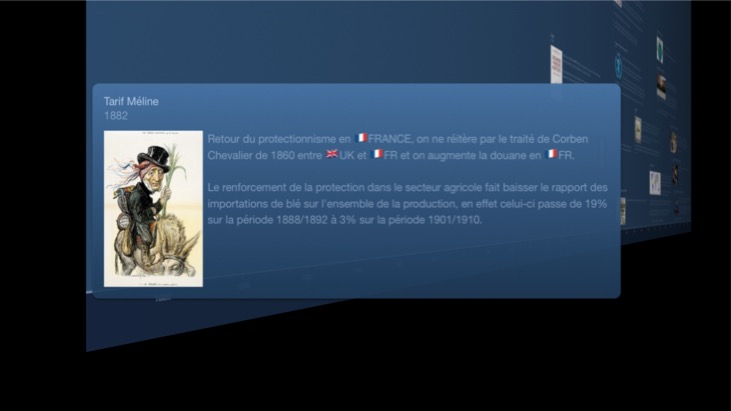 Tarif Méline
1882
Retour du protectionnisme en 🇫🇷FRANCE, on ne réitère par le traité de Corben
Chevalier de 1860 entre 🇬🇧UK et 🇫🇷FR et on augmente la douane en 🇫🇷FR.
Le renforcement de la protection dans le secteur agricole fait baisser le rapport des
importations de blé sur l'ensemble de la production, en effet celui-ci passe de 19%
sur la période 1888/1892 à 3% sur la période 1901/1910.